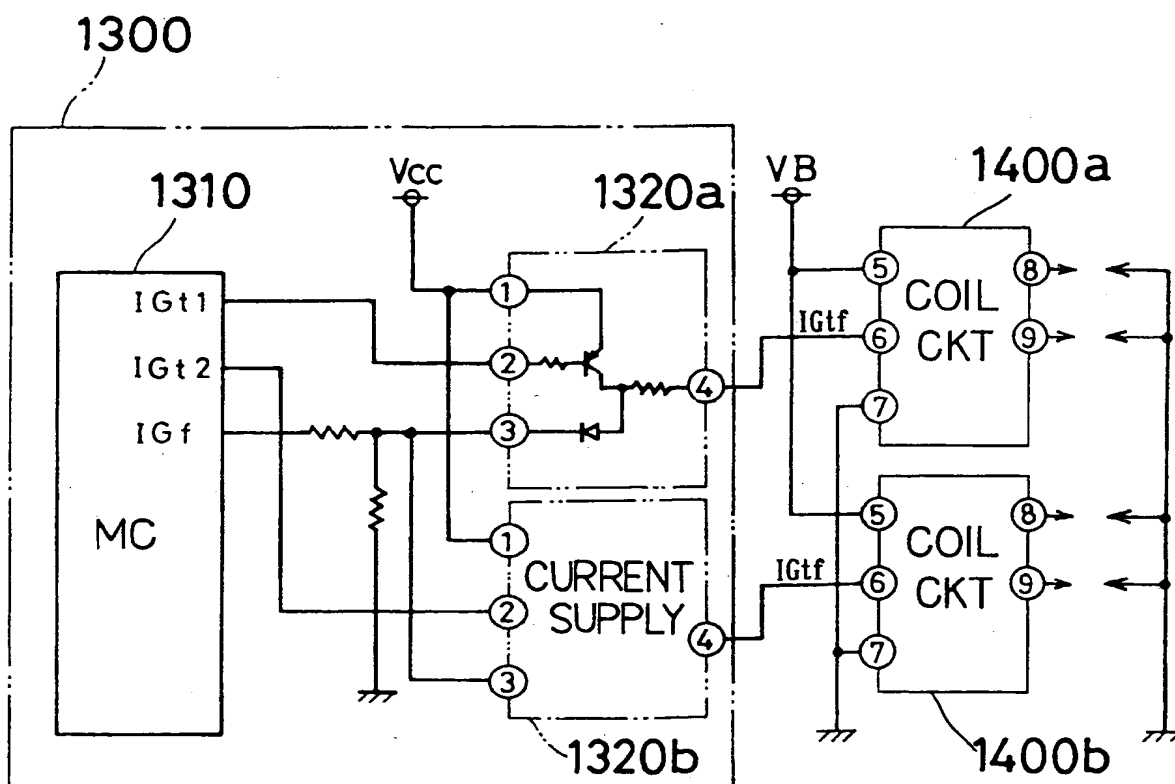 1300
1310
Vcc
1320a
VB
1400a
IGt1
IGt2
IGf
MC
1
2
3
4
IGtf
5
6
7
8
9
COIL
CKT
1
2
3
4
CURRENT
SUPPLY
IGtf
5
6
7
8
9
COIL
CKT
1320b
1400b